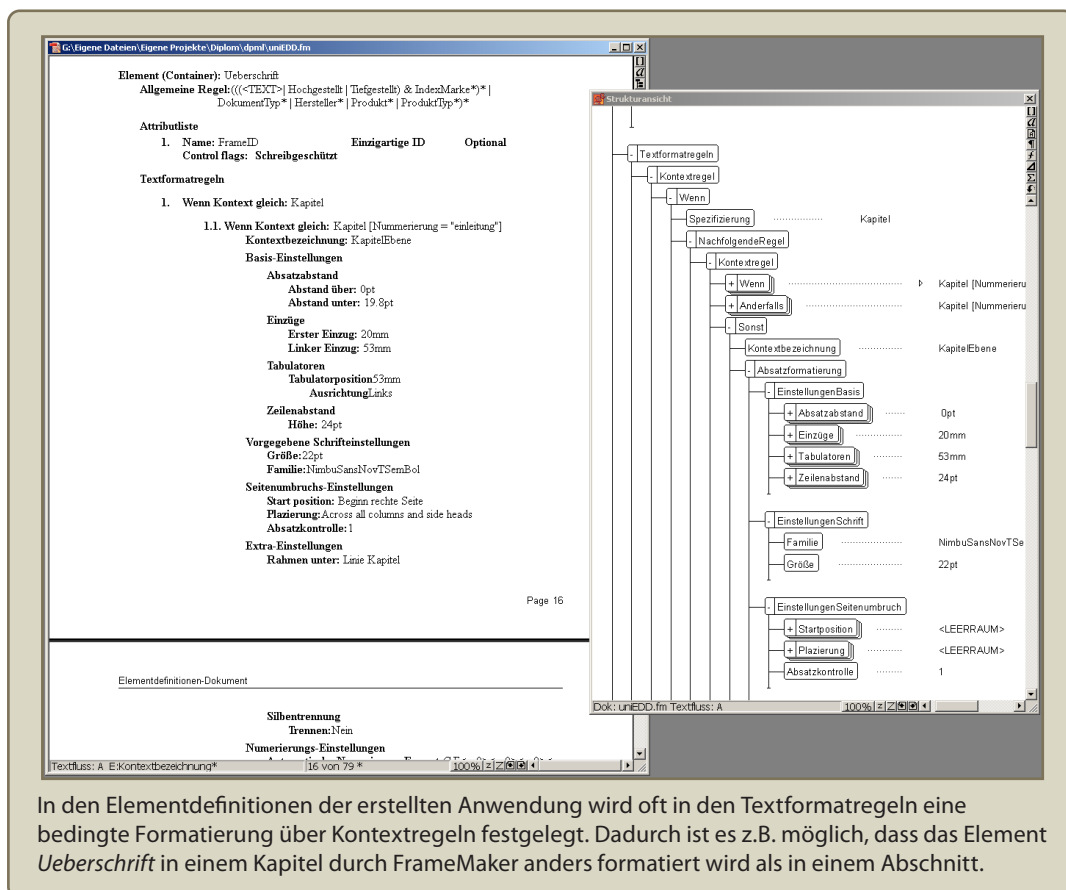 G:\Eigene Dateien\Eigene Projekte\Diplom\dpml\uniEDD.fm
Element (Container): Ueberschrift
Allgemeine Regel:(((<TEXT>| Hochgestellt | Tiefgestellt) & IndexMarke*)* |
DokumentTyp* | Hersteller* | Produkt* | ProduktTyp*)*
Attributliste
1. Name: FrameID Einzigartige ID Optional
Control flags: Schreibgeschützt
Textformatregeln
1. Wenn Kontext gleich: Kapitel
1.1. Wenn Kontext gleich: Kapitel [Nummerierung = "einleitung"]
Kontextbezeichnung: KapitelEbene
Basis-Einstellungen
Absatzabstand
Abstand über: 0pt
Abstand unter: 19.8pt
Einzüge
Erster Einzug: 20mm
Linker Einzug: 53mm
Tabulatoren
Tabulatorposition53mm
AusrichtungLinks
Zeilenabstand
Höhe: 24pt
Vorgegebene Schrifteinstellungen
Größe:22pt
Familie:NimbuSansNovTSemBol
Seitenumbruchs-Einstellungen
Start position: Beginn rechte Seite
Plazierung:Across all columns and side heads
Absatzkontrolle:1
Extra-Einstellungen
Rahmen unter: Linie Kapitel
Page 16
Elementdefinitionen-Dokument
Silbentrennung
Trennen:Nein
Numerierungs-Einstellungen
Textfluss: A E:Kontextbezeichnung* 16 von 79 * 100%
Strukturansicht
Textformatregeln
Kontextregel
Wenn
Spezifizierung Kapitel
NachfolgendeRegel
Kontextregel
Wenn Kapitel [Nummerieru
Anderfalls Kapitel [Nummerieru
Sonst
Kontextbezeichnung KapitelEbene
Absatzformatierung
EinstellungenBasis
Absatzabstand 0pt
Einzüge 20mm
Tabulatoren 53mm
Zeilenabstand 24pt
EinstellungenSchrift
Familie NimbuSansNovTSe
Größe 22pt
EinstellungenSeitenumbruch
Startposition <LEERRAUM>
Plazierung <LEERRAUM>
Absatzkontrolle 1
Dok: uniEDD.fm Textfluss: A 100%
In den Elementdefinitionen der erstellten Anwendung wird oft in den Textformatregeln eine
bedingte Formatierung über Kontextregeln festgelegt. Dadurch ist es z.B. möglich, dass das Element
Ueberschrift in einem Kapitel durch FrameMaker anders formatiert wird als in einem Abschnitt.